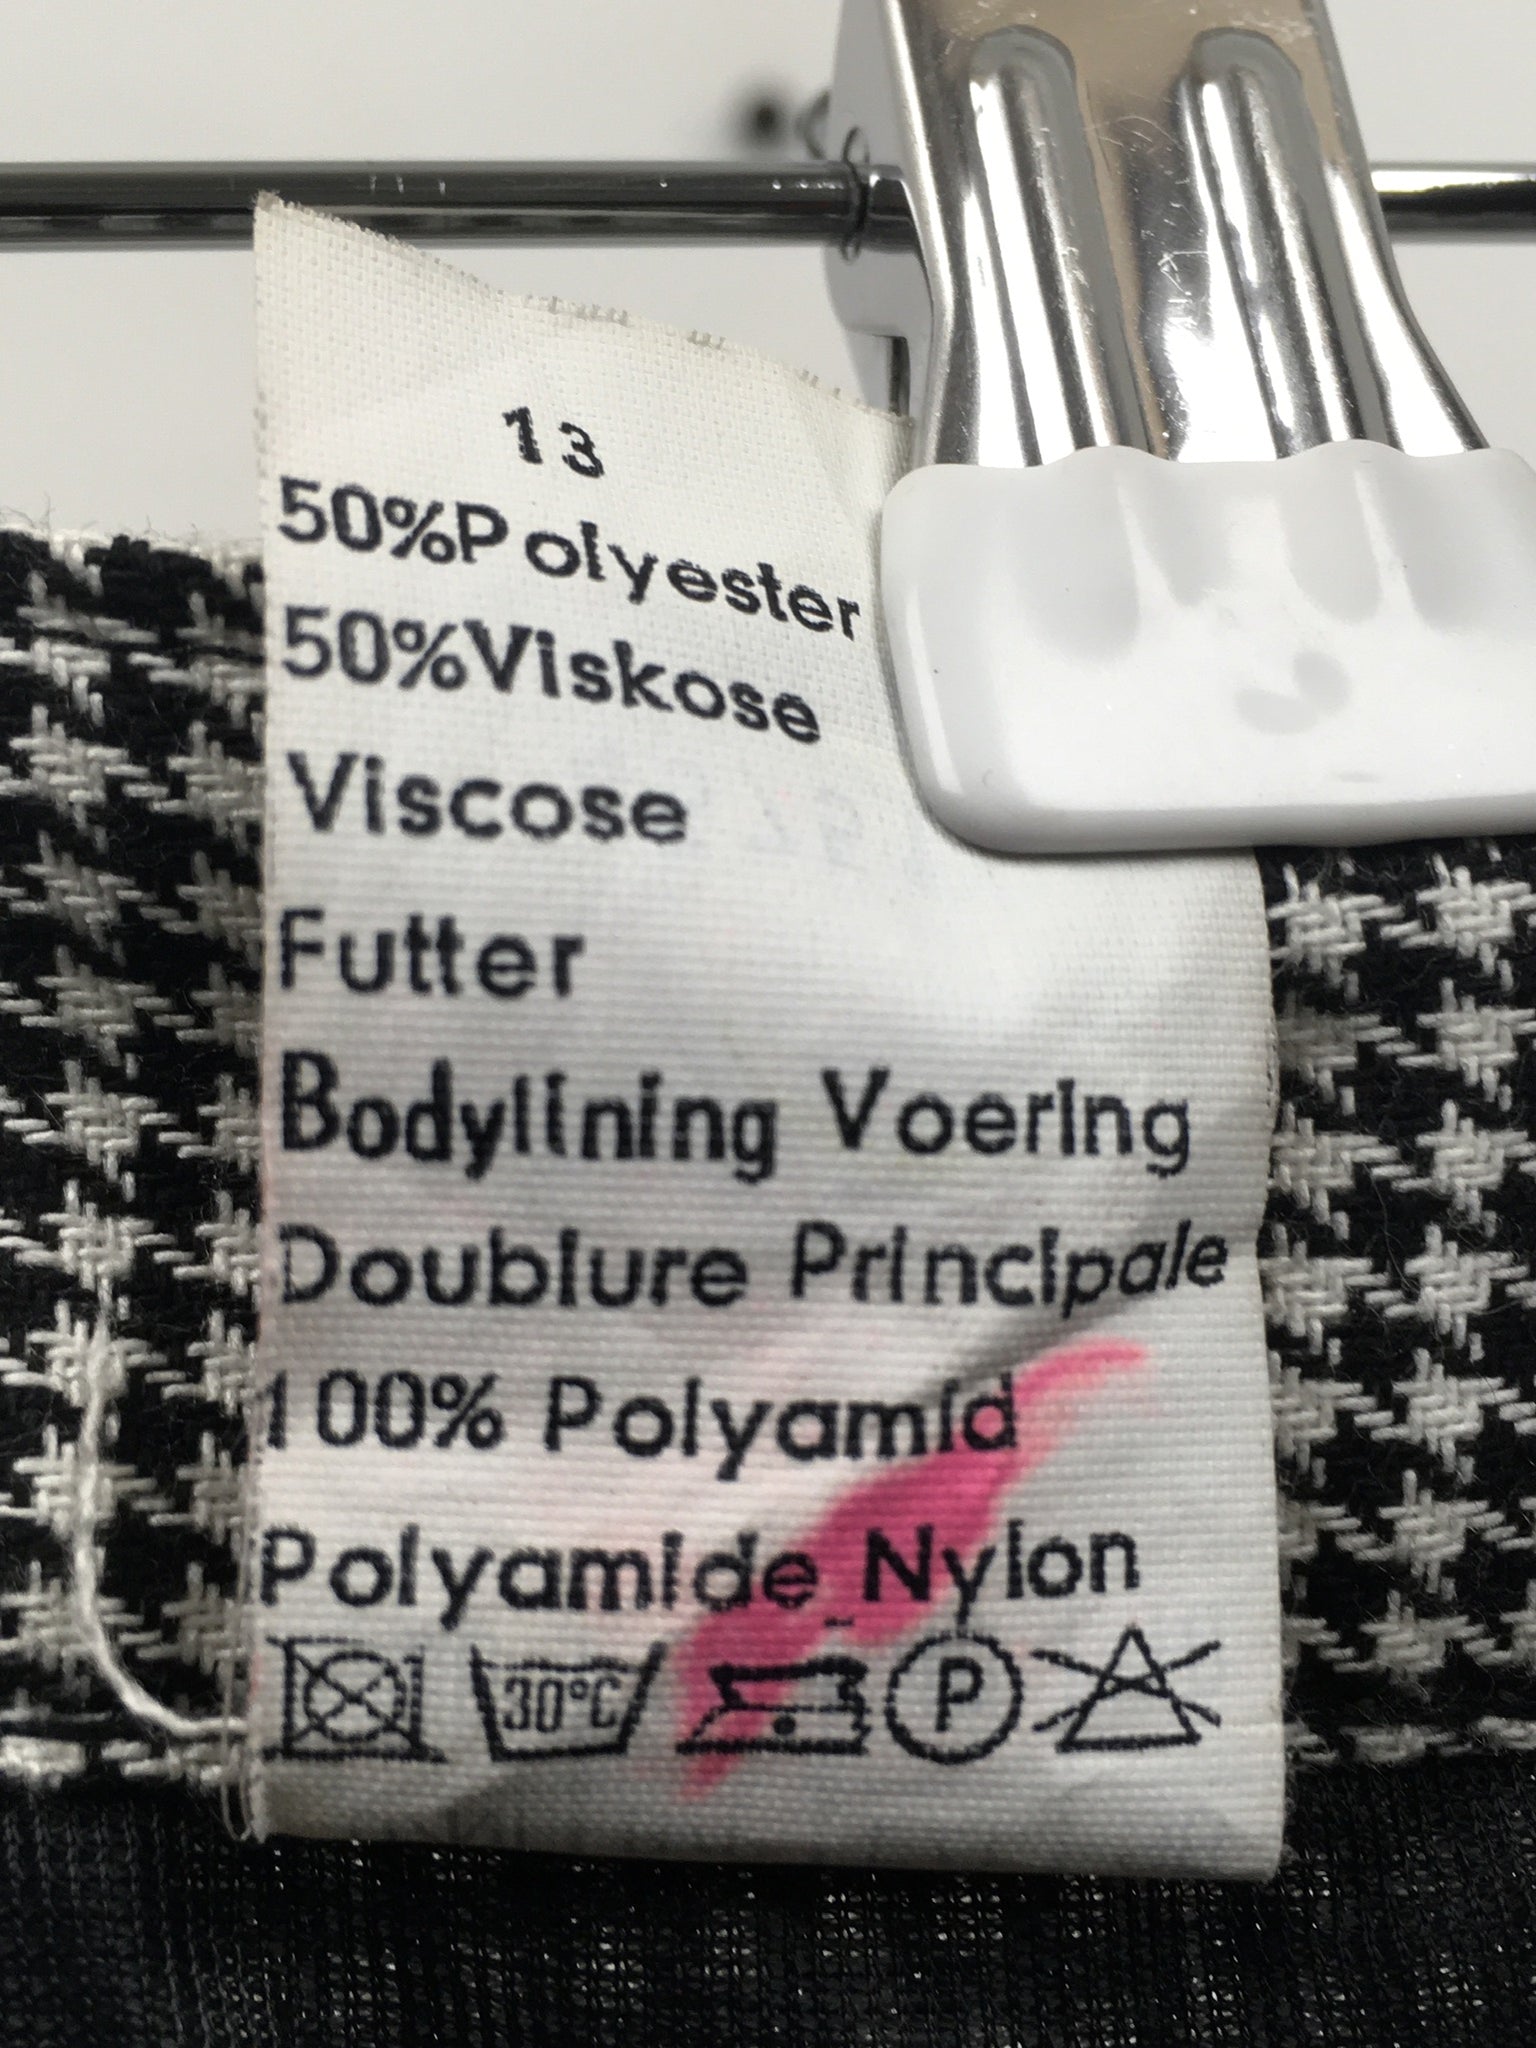 13
50%Polyester
50%Viskose
Viscose
Futter
Bodylining Voering
Doublure Principale
100% Polyamid
Polyamide Nylon
30°C P